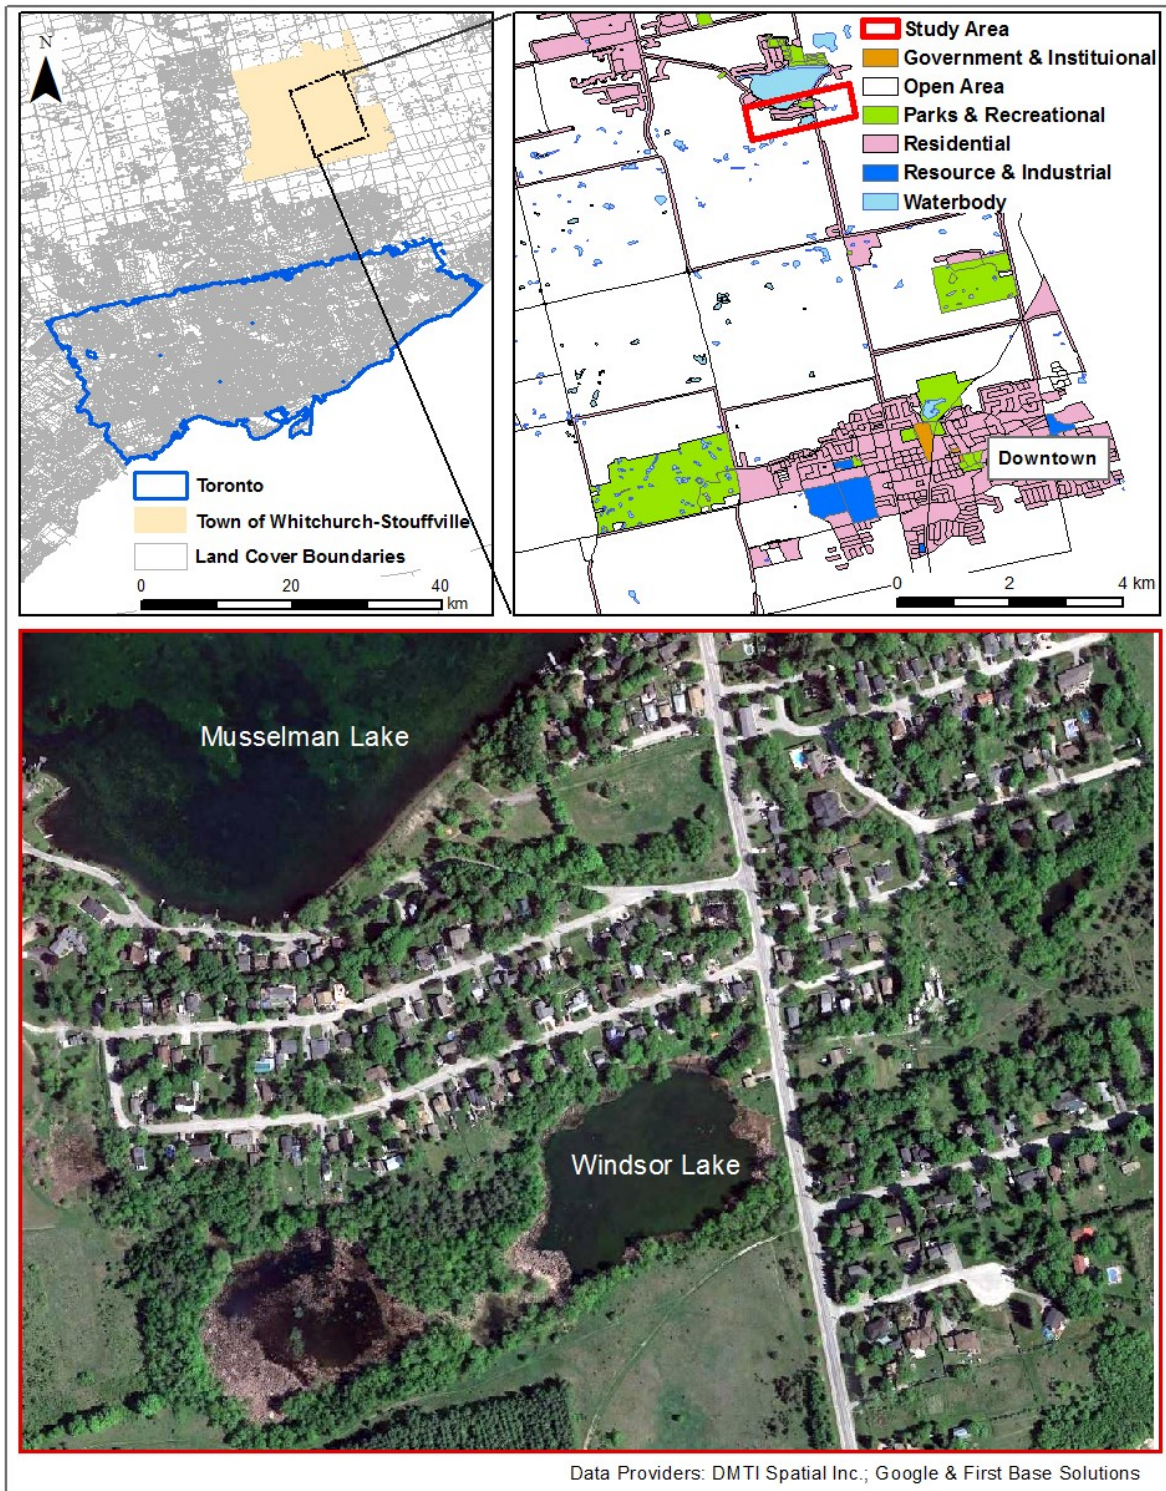 N
Toronto
Town of Whitchurch-Stouffville
Land Cover Boundaries
0 20 40
km
Study Area
Government & Instituional
Open Area
Parks & Recreational
Residential
Resource & Industrial
Waterbody
Downtown
0 2 4 km
Musselman Lake
Windsor Lake
Data Providers: DMTI Spatial Inc.; Google & First Base Solutions